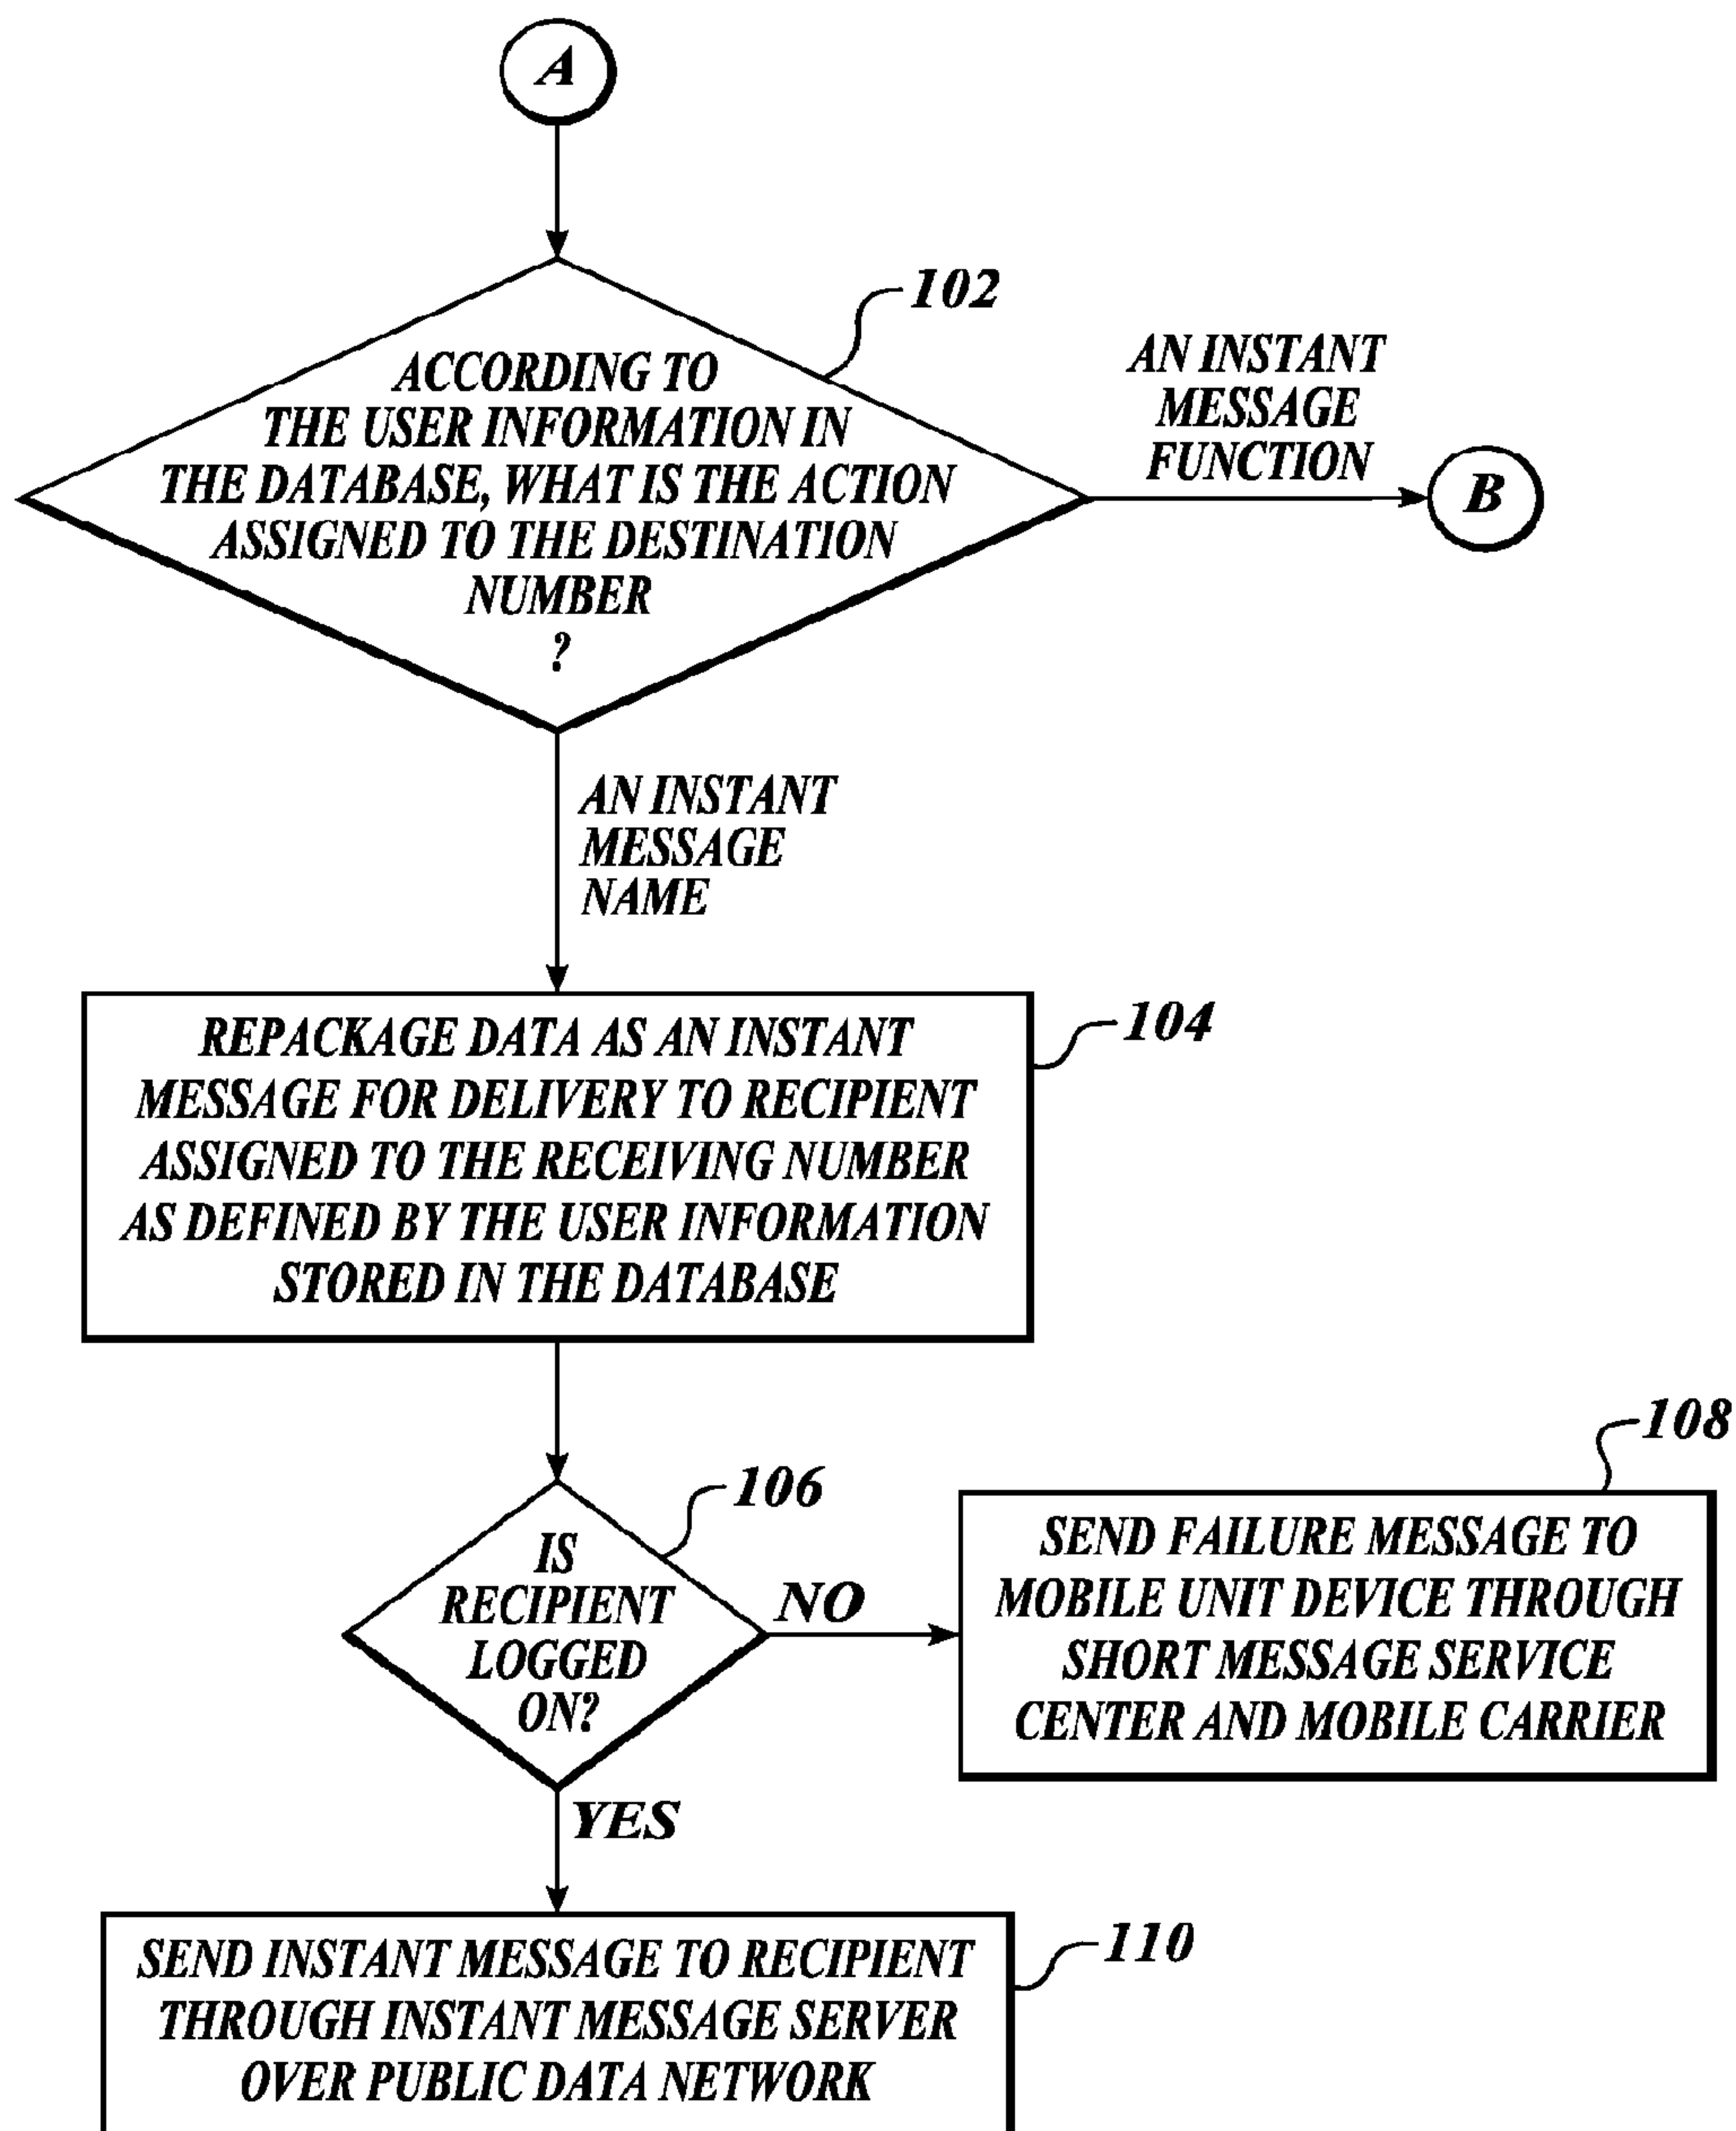 A
102
ACCORDING TO
THE USER INFORMATION IN
THE DATABASE, WHAT IS THE ACTION
ASSIGNED TO THE DESTINATION
NUMBER
?
AN INSTANT
MESSAGE
FUNCTION
B
AN INSTANT
MESSAGE
NAME
104
REPACKAGE DATA AS AN INSTANT
MESSAGE FOR DELIVERY TO RECIPIENT
ASSIGNED TO THE RECEIVING NUMBER
AS DEFINED BY THE USER INFORMATION
STORED IN THE DATABASE
106
IS
RECIPIENT
LOGGED
ON?
NO
108
SEND FAILURE MESSAGE TO
MOBILE UNIT DEVICE THROUGH
SHORT MESSAGE SERVICE
CENTER AND MOBILE CARRIER
YES
110
SEND INSTANT MESSAGE TO RECIPIENT
THROUGH INSTANT MESSAGE SERVER
OVER PUBLIC DATA NETWORK